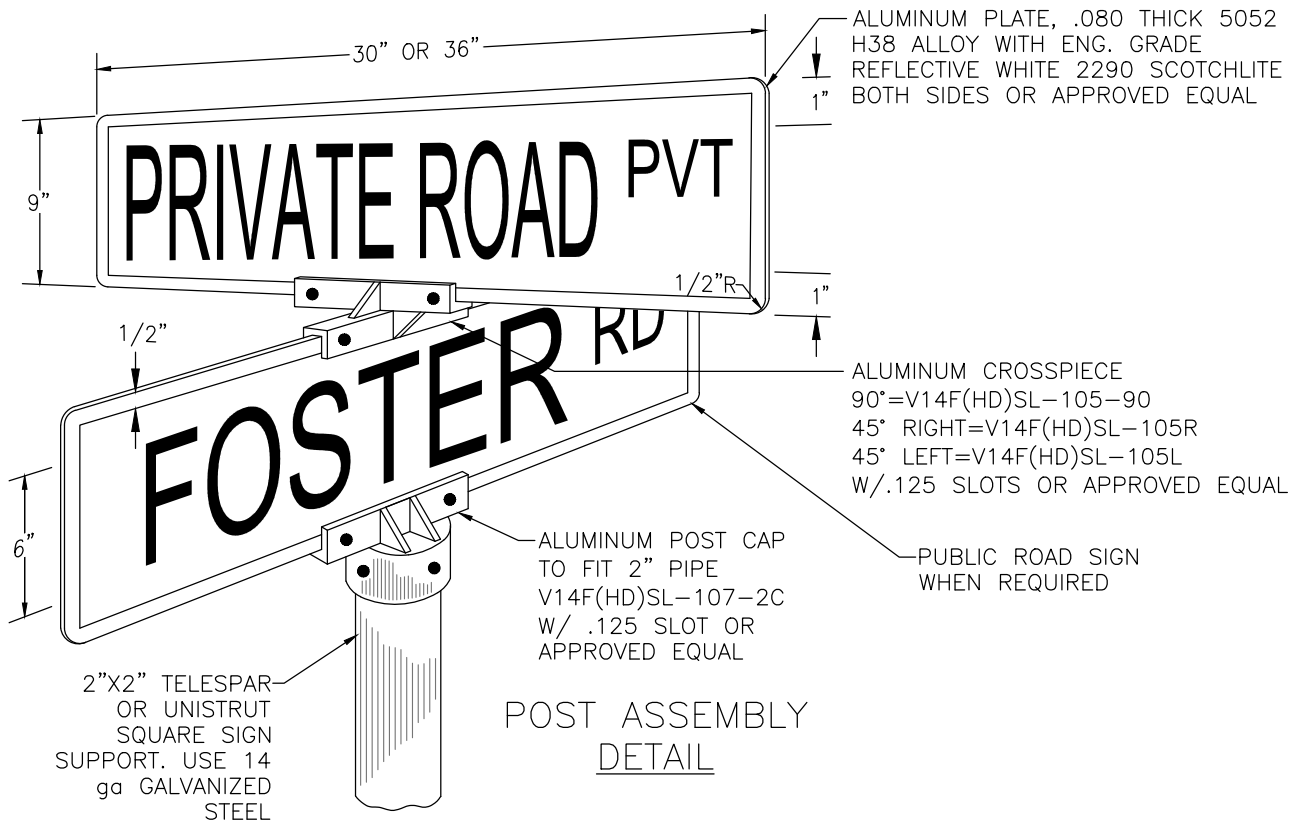 30” OR 36”
ALUMINUM PLATE, .080 THICK 5052
H38 ALLOY WITH ENG. GRADE
REFLECTIVE WHITE 2290 SCOTCHLITE
BOTH SIDES OR APPROVED EQUAL
1”
9”
PRIVATE ROAD PVT
1/2”R
1”
1/2”
FOSTER RD
6”
ALUMINUM CROSSPIECE
90°=V14F(HD)SL–105–90
45° RIGHT=V14F(HD)SL–105R
45° LEFT=V14F(HD)SL–105L
W/.125 SLOTS OR APPROVED EQUAL
ALUMINUM POST CAP
TO FIT 2” PIPE
V14F(HD)SL–107–2C
W/ .125 SLOT OR
APPROVED EQUAL
PUBLIC ROAD SIGN
WHEN REQUIRED
2”X2” TELESPAR
OR UNISTRUT
SQUARE SIGN
SUPPORT. USE 14
ga GALVANIZED
STEEL
POST ASSEMBLY
DETAIL